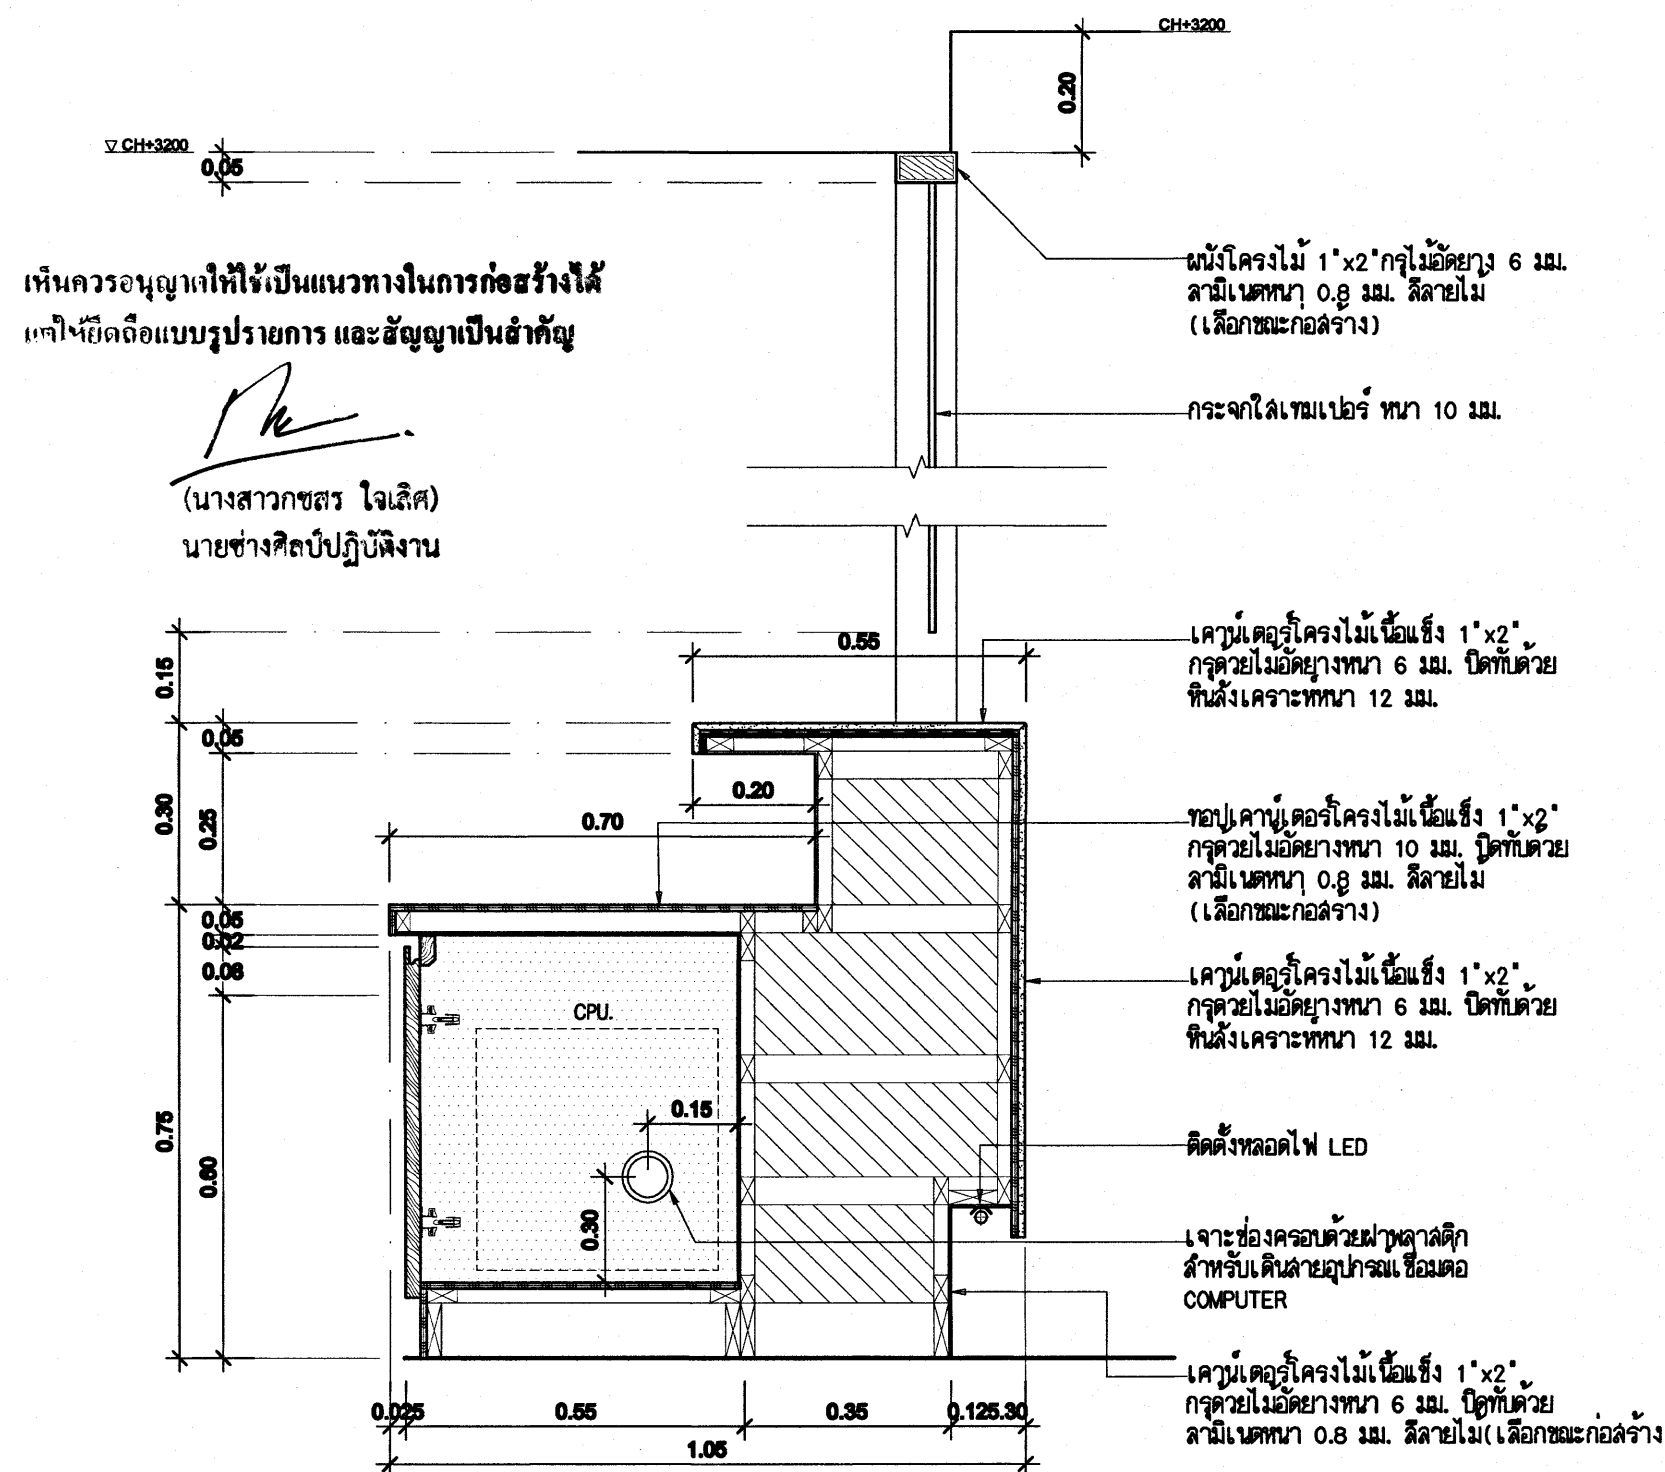 CH+3200
0.20
CH+3200
0.05
เห็นควรอนุญาตให้ใช้เป็นแนวทางในการก่อสร้างได้
แต่ให้ยึดถือแบบรูปรายการ และสัญญาเป็นสำคัญ
(นางสาวกชสร ใจเลิศ)
นายช่างศิลป์ปฏิบัติงาน
ผนังโครงไม้ 1"x2"กรุไม้อัดยาง 6 มม.
ลามิเนตหนา 0.8 มม. สีลายไม้
(เลือกขณะก่อสร้าง)
กระจกใสเทมเปอร์ หนา 10 มม.
0.15
0.55
เคาน์เตอร์โครงไม้เนื้อแข็ง 1"x2"
กรุด้วยไม้อัดยางหนา 6 มม. ปิดทับด้วย
หินสังเคราะห์หนา 12 มม.
0.05
0.30
0.25
0.20
0.70
ทอปเคาน์เตอร์โครงไม้เนื้อแข็ง 1"x2"
กรุด้วยไม้อัดยางหนา 10 มม. ปิดทับด้วย
ลามิเนตหนา 0.8 มม. สีลายไม้
(เลือกขณะก่อสร้าง)
0.05
0.02
0.08
เคาน์เตอร์โครงไม้เนื้อแข็ง 1"x2"
กรุด้วยไม้อัดยางหนา 6 มม. ปิดทับด้วย
หินสังเคราะห์หนา 12 มม.
CPU.
0.75
0.60
0.15
0.30
ติดตั้งหลอดไฟ LED
เจาะช่องครอบด้วยฝาพลาสติก
สำหรับเดินสายอุปกรณ์เชื่อมต่อ
COMPUTER
เคาน์เตอร์โครงไม้เนื้อแข็ง 1"x2"
กรุด้วยไม้อัดยางหนา 6 มม. ปิดทับด้วย
ลามิเนตหนา 0.8 มม. สีลายไม้(เลือกขณะก่อสร้าง
0.025 0.55 0.35 0.125.30
1.05